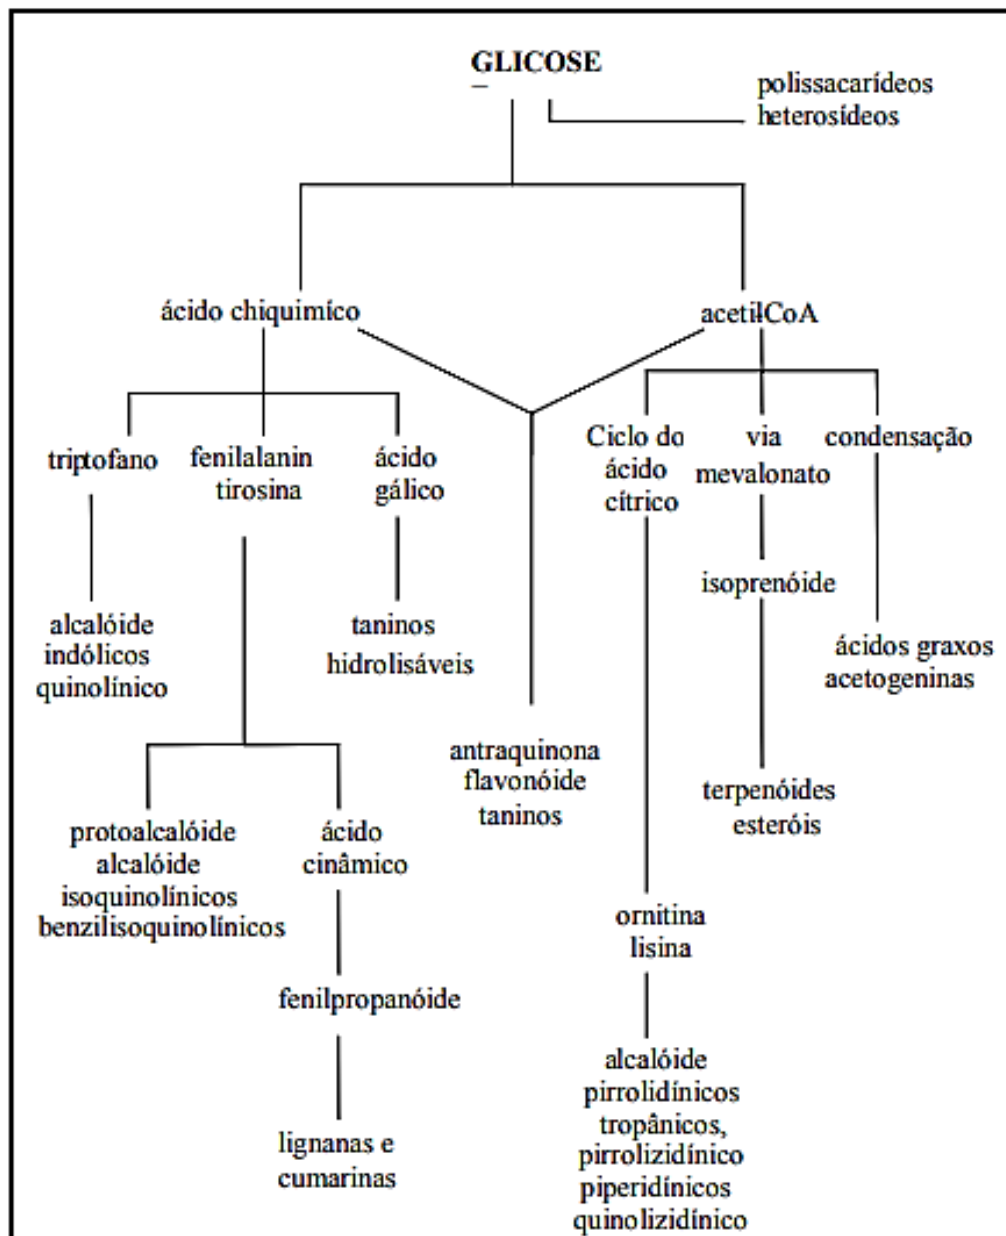 GLICOSE
polissacarídeos
heterosídeos
ácido chiquimíco
acetil-CoA
triptofano
fenilalanin
tirosina
ácido
gálico
Ciclo do
ácido
cítrico
via
mevalonato
condensação
alcalóide
indólicos
quinolínico
taninos
hidrolisáveis
isoprenóide
ácidos graxos
acetogeninas
antraquinona
flavonóide
taninos
terpenóides
esteróis
protoalcalóide
alcalóide
isoquinolínicos
benzilisoquinolínicos
ácido
cinâmico
ornitina
lisina
fenilpropanóide
lignanas e
cumarinas
alcalóide
pirrolidínicos
tropânicos,
pirrolizidínico
piperidínicos
quinolizidínico